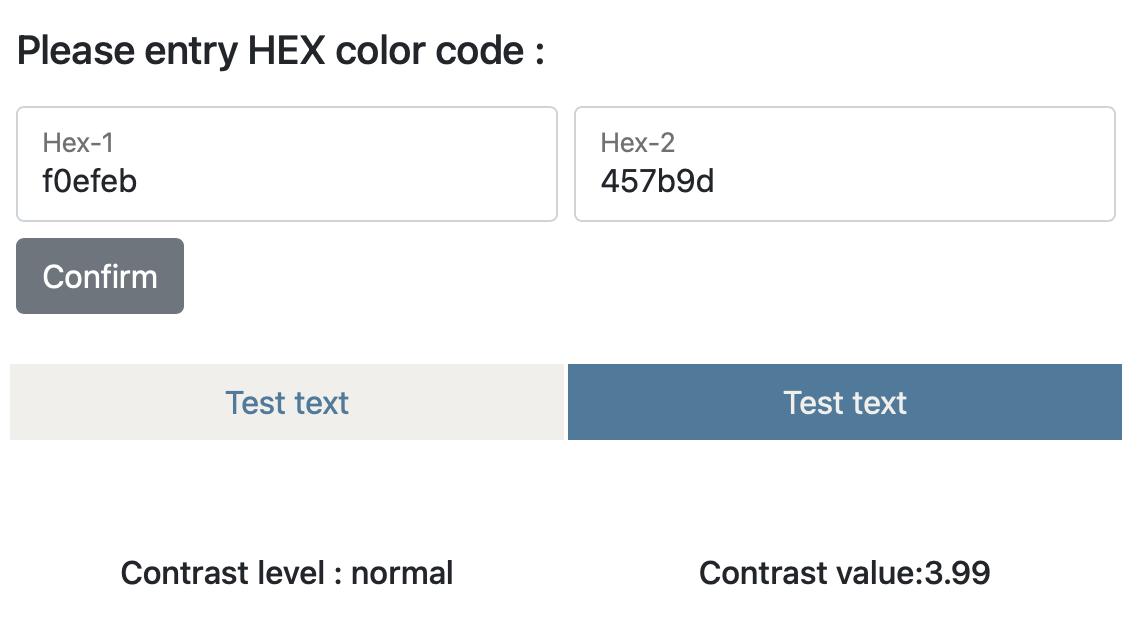 Please entry HEX color code :
Hex-1
f0efeb
Hex-2
457b9d
Confirm
Test text
Test text
Contrast level : normal
Contrast value:3.99